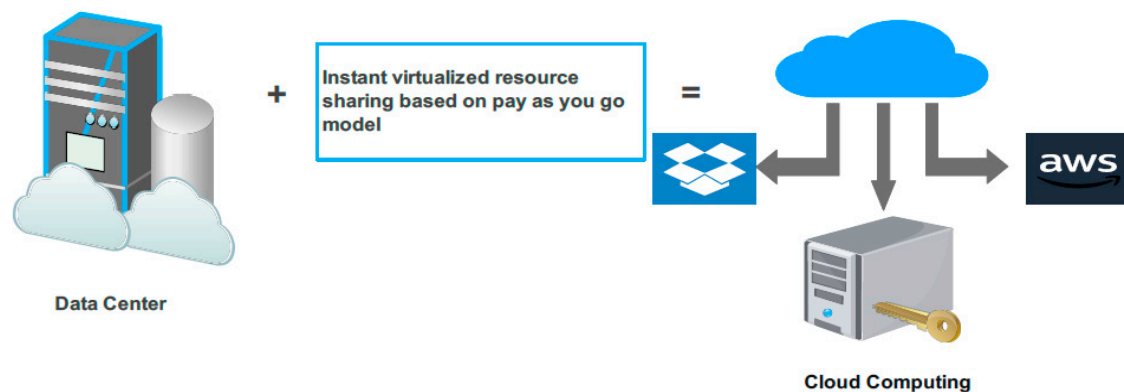 +
Instant virtualized resource
sharing based on pay as you go
model
=
aws
Data Center
Cloud Computing